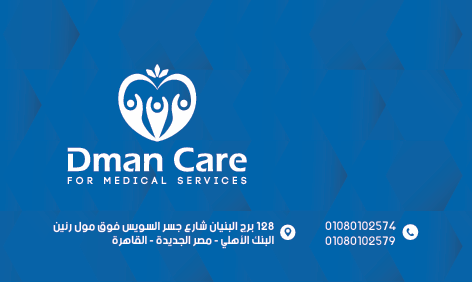 Dman Care
FOR MEDICAL SERVICES
128 برج البنيان شارع جسر السويس فوق مول رنين
البنك الأهلي - مصر الجديدة - القاهرة
01080102574
01080102579